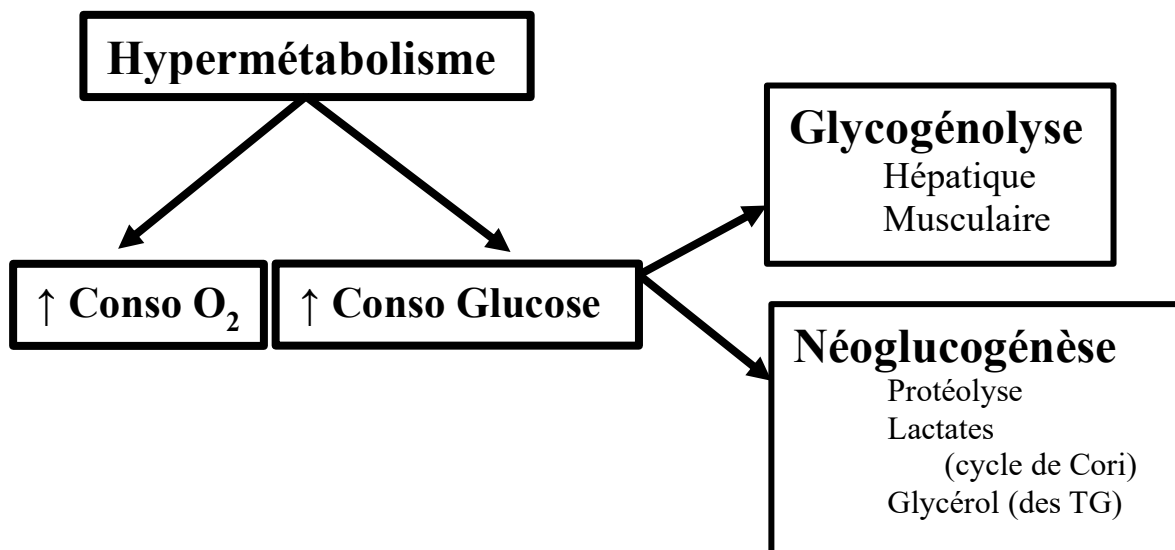 Hypermétabolisme
↑ Conso O₂
↑ Conso Glucose
Glycogénolyse
Hépatique
Musculaire
Néoglucogénèse
Protéolyse
Lactates
(cycle de Cori)
Glycérol (des TG)